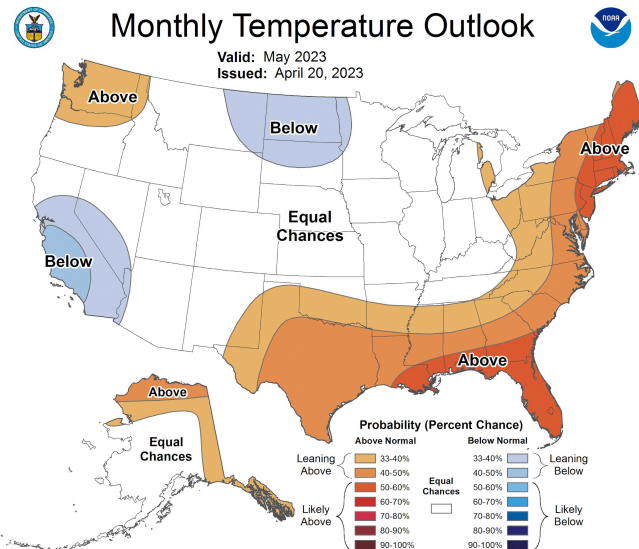 Monthly Temperature Outlook
NOAA
Valid: May 2023
Issued: April 20, 2023
Above
Below
Above
Equal
Chances
Below
Above
Above
Equal
Chances
Probability (Percent Chance)
Above Normal
Below Normal
Leaning
Above
33-40%
40-50%
50-60%
60-70%
70-80%
80-90%
90-100%
Likely
Above
Equal
Chances
33-40%
40-50%
50-60%
60-70%
70-80%
80-90%
90-100%
Leaning
Below
Likely
Below